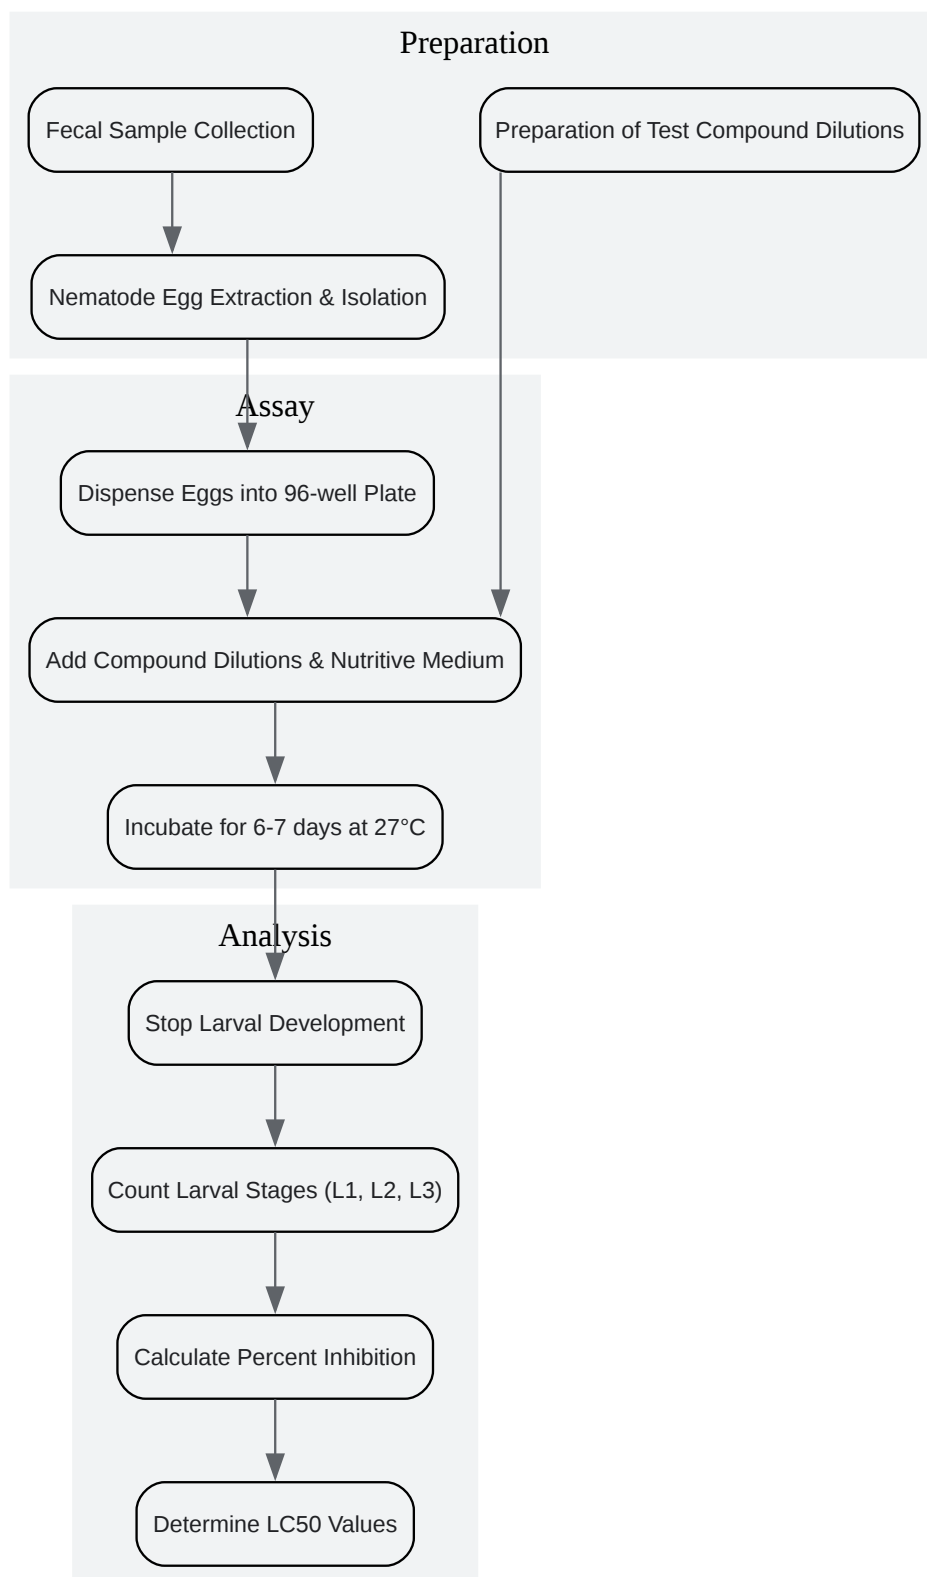 Preparation
Fecal Sample Collection
Preparation of Test Compound Dilutions
Nematode Egg Extraction & Isolation
Assay
Dispense Eggs into 96-well Plate
Add Compound Dilutions & Nutritive Medium
Incubate for 6-7 days at 27°C
Analysis
Stop Larval Development
Count Larval Stages (L1, L2, L3)
Calculate Percent Inhibition
Determine LC50 Values